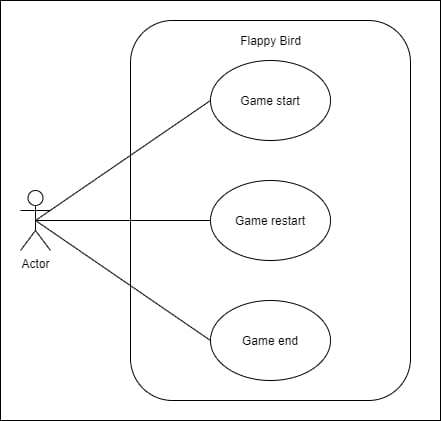 Flappy Bird
Game start
Game restart
Actor
Game end